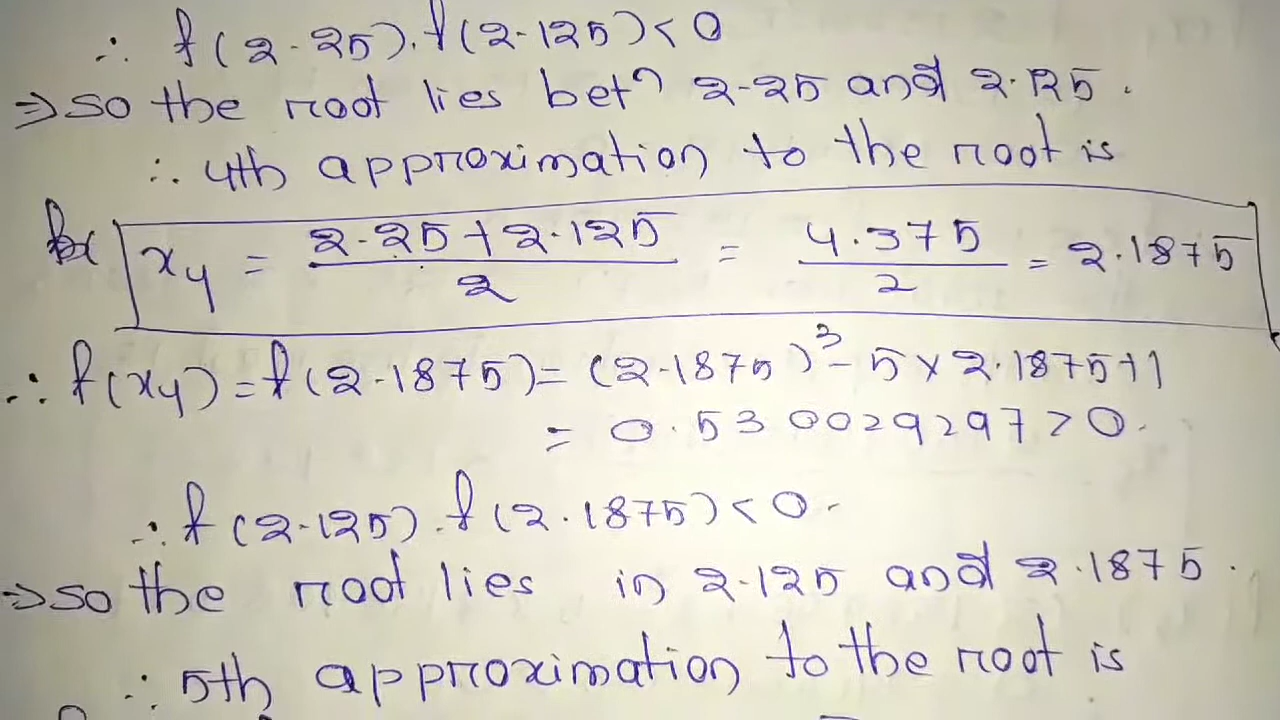 ∴ f(2.25).f(2.125) < 0
⇒ so the root lies betⁿ 2.25 and 2.125.
∴ 4th approximation to the root is
x₄ = (2.25+2.125)/2 = 4.375/2 = 2.1875
∴ f(x₄) = f(2.1875) = (2.1875)³ - 5×2.1875+1
= 0.530029297 > 0.
∴ f(2.125).f(2.1875) < 0.
⇒ so the root lies in 2.125 and 2.1875.
∴ 5th approximation to the root is